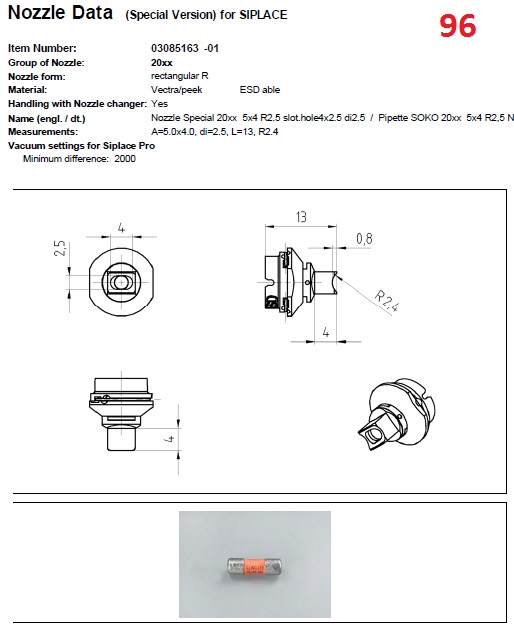 Nozzle Data (Special Version) for SIPLACE
96
Item Number: 03085163 -01
Group of Nozzle: 20xx
Nozzle form: rectangular R
Material: Vectra/peek ESD able
Handling with Nozzle changer: Yes
Name (engl. / dt.) Nozzle Special 20xx 5x4 R2.5 slot.hole4x2.5 di2.5 / Pipette SOKO 20xx 5x4 R2,5 N
Measurements: A=5.0x4.0, di=2.5, L=13, R2.4
Vacuum settings for Siplace Pro
Minimum difference: 2000
4
2,5
13
0,8
R2,4
4
4